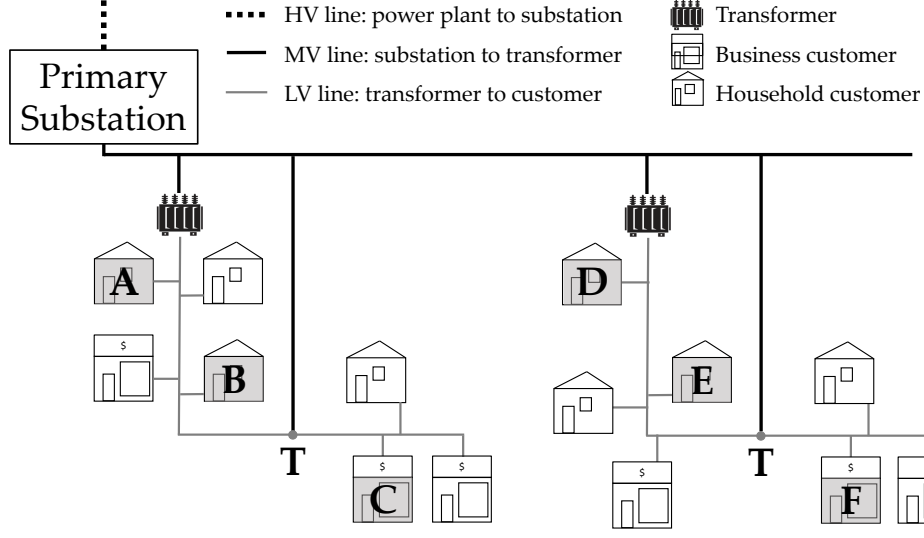 HV line: power plant to substation
MV line: substation to transformer
LV line: transformer to customer
Transformer
Business customer
Household customer
Primary
Substation
A
D
$
B
E
T
T
$
$
$
$
C
F